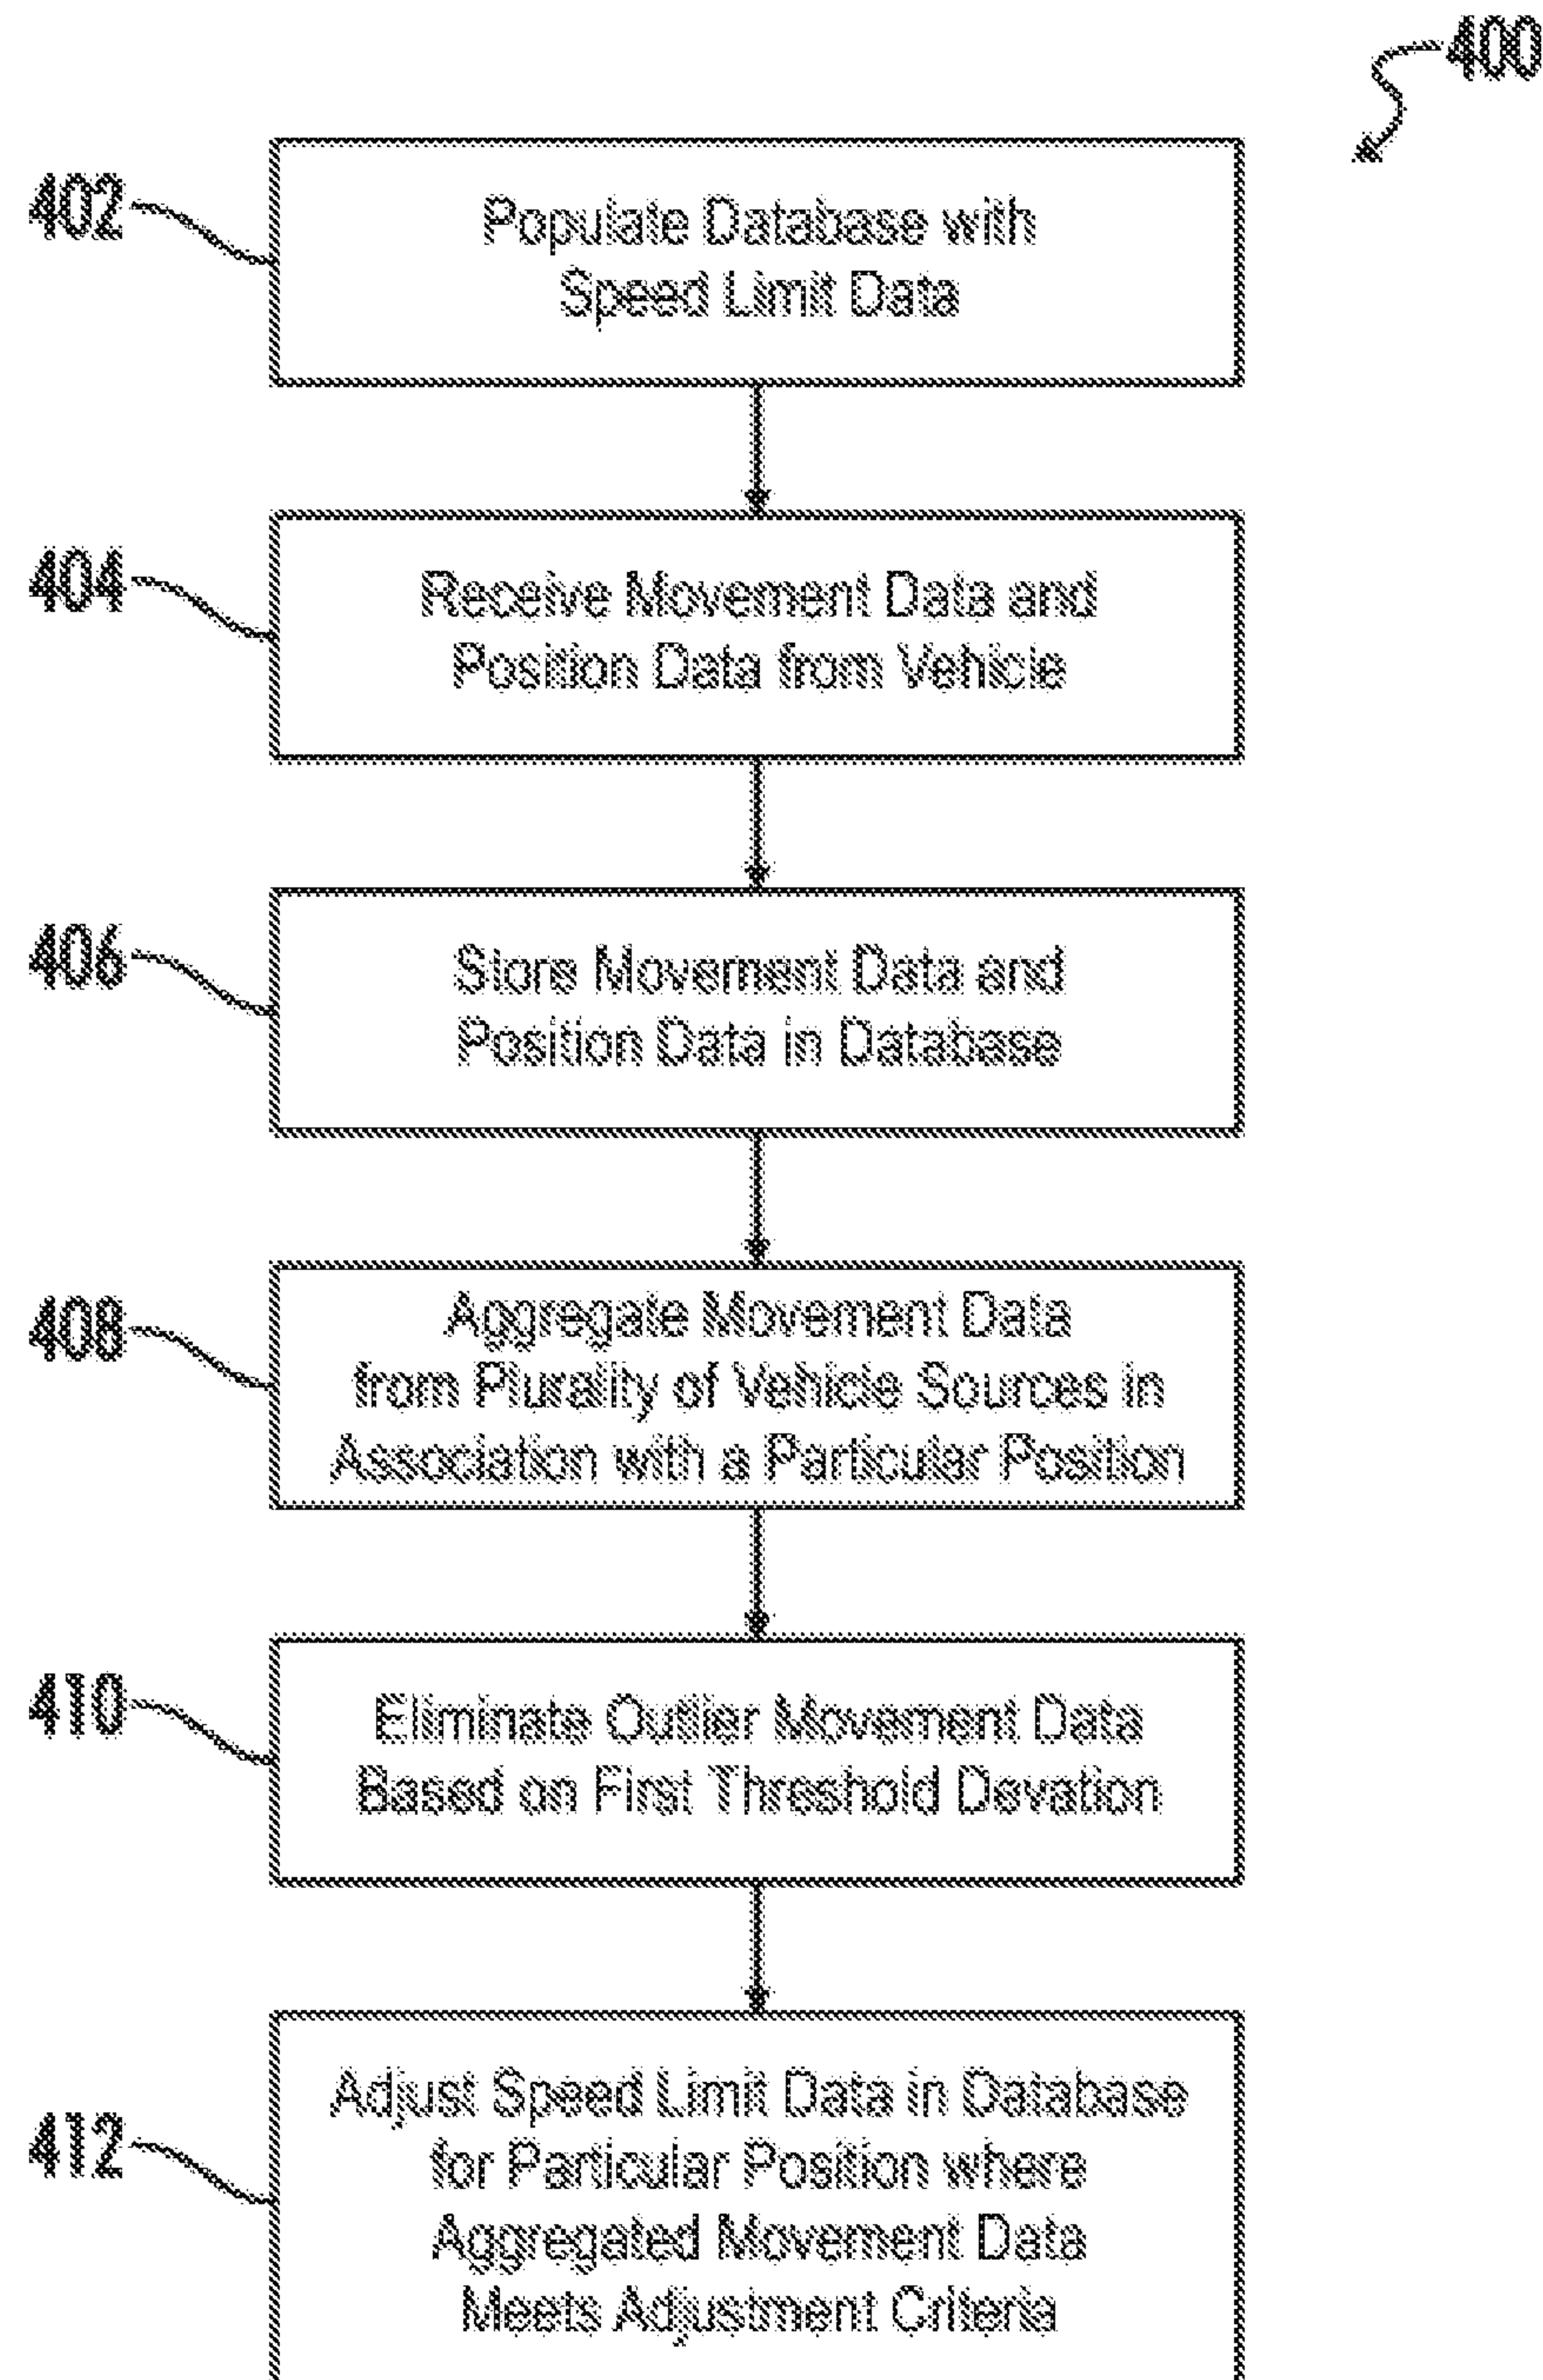 400
402
Populate Database with
Speed Limit Data
404
Receive Movement Data and
Position Data from Vehicle
406
Store Movement Data and
Position Data in Database
408
Aggregate Movement Data
from Plurality of Vehicle Sources in
Association with a Particular Position
410
Eliminate Outlier Movement Data
Based on First Threshold Devation
412
Adjust Speed Limit Data in Database
for Particular Position where
Aggregated Movement Data
Meets Adjustment Criteria